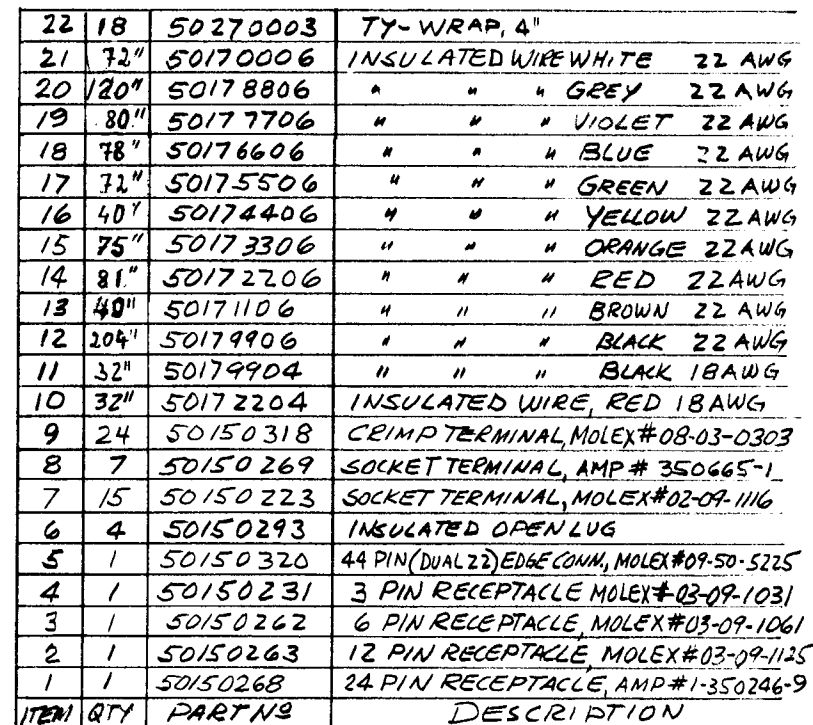 22 18 50270003 TY-WRAP, 4"
21 72" 50170006 INSULATED WIRE WHITE 22 AWG
20 120" 50178806 " " " GREY 22 AWG
19 80" 50177706 " " " VIOLET 22 AWG
18 78" 50176606 " " " BLUE 22 AWG
17 72" 50175506 " " " GREEN 22 AWG
16 40" 50174406 " " " YELLOW 22 AWG
15 75" 50173306 " " " ORANGE 22 AWG
14 81" 50172206 " " " RED 22 AWG
13 40" 50171106 " " " BROWN 22 AWG
12 204" 50179906 " " " BLACK 22 AWG
11 32" 50179904 " " " BLACK 18 AWG
10 32" 50172204 INSULATED WIRE, RED 18 AWG
9 24 50150318 CRIMP TERMINAL, MOLEX# 08-03-0303
8 7 50150269 SOCKET TERMINAL, AMP # 350665-1
7 15 50150223 SOCKET TERMINAL, MOLEX#02-09-1116
6 4 50150293 INSULATED OPEN LUG
5 1 50150320 44 PIN (DUAL 22) EDGE CONN., MOLEX#09-50-5225
4 1 50150231 3 PIN RECEPTACLE MOLEX#-03-09-1031
3 1 50150262 6 PIN RECEPTACLE, MOLEX#03-09-1061
2 1 50150263 12 PIN RECEPTACLE, MOLEX#03-09-1125
1 1 50150268 24 PIN RECEPTACLE, AMP#1-350246-9
ITEM QTY PART Nº DESCRIPTION